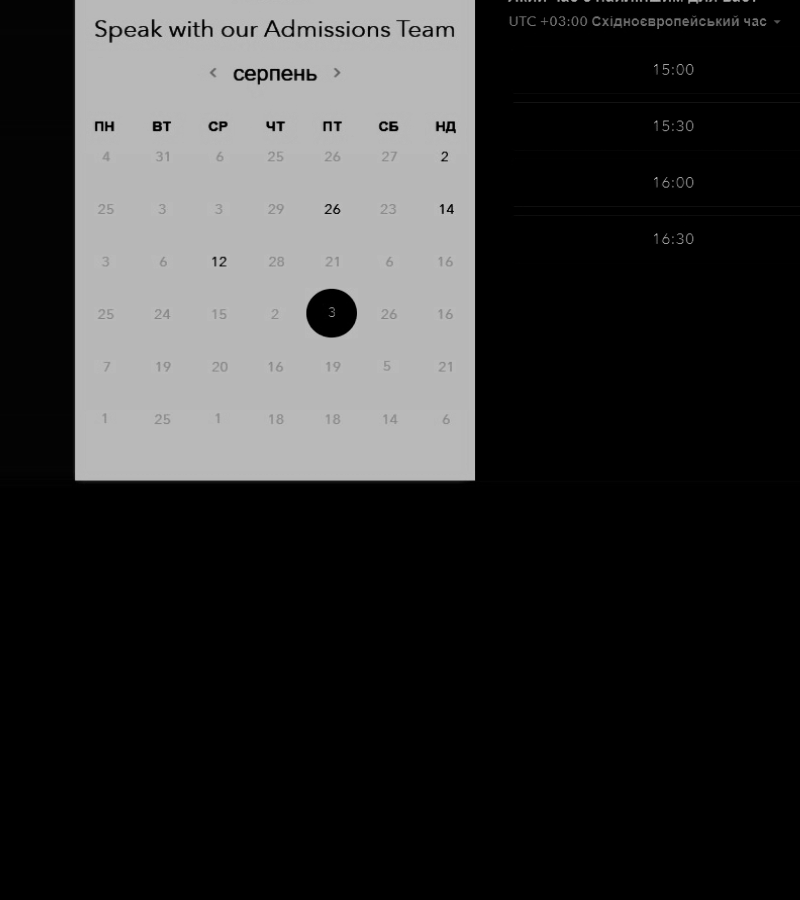 Speak with our Admissions Team
серпень
ПН ВТ СР ЧТ ПТ СБ НД
4 31 6 25 26 27 2
25 3 3 29 26 23 14
3 6 12 28 21 6 16
25 24 15 2 3 26 16
7 19 20 16 19 5 21
1 25 1 18 18 14 6
UTC +03:00 Східноєвропейський час
15:00
15:30
16:00
16:30